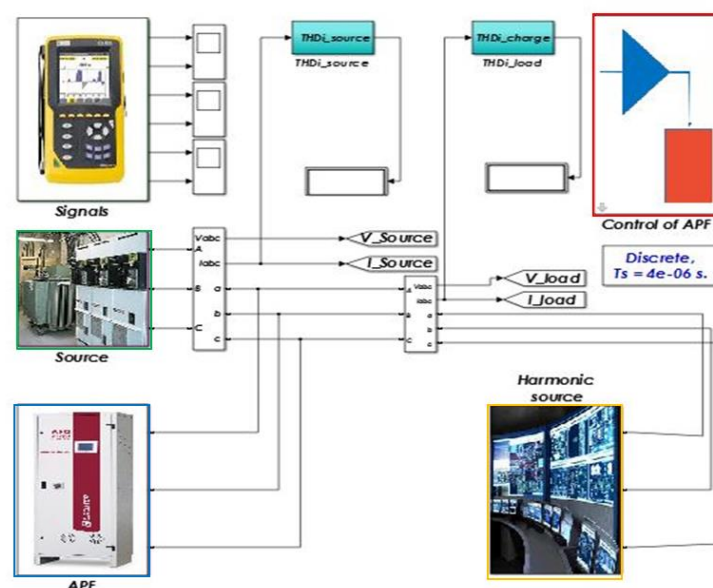 THDi_source
THDi_source
THDi_charge
THDi_load
Signals
Control of APF
Vabc
A
Iabc
B
a
b
C
c
V_Source
I_Source
Vabc
A
Iabc
B
a
b
C
c
V_load
I_load
Discrete,
Ts = 4e-06 s.
Source
Harmonic
source
APF